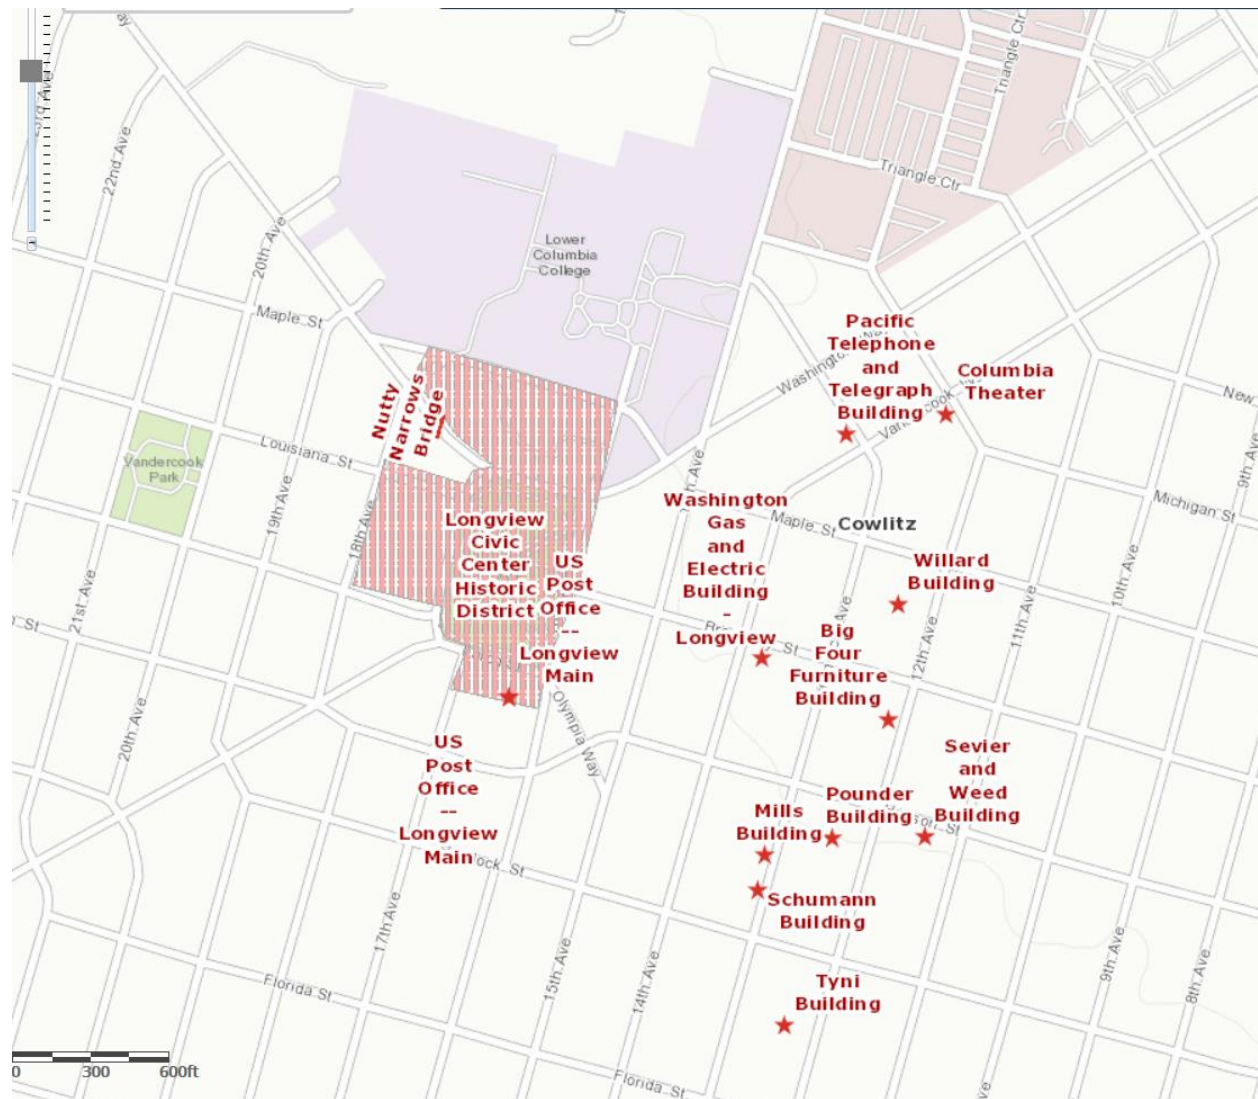 22nd Ave
20th Ave
Maple St
Lower
Columbia
College
Triangle Ctr
Triangle Ctr
Pacific
Telephone
and
Telegraph
Building
Columbia
Theater
Nutty
Narrows
Bridge
Vandercook
Park
Louisiana St
19th Ave
18th Ave
Longview
Civic
Center
Historic
District
US
Post
Office
--
Longview
Main
Washington
Gas
and
Electric
Building
-
Longview
Maple St
Cowlitz
Michigan St
9th Ave
Willard
Building
10th Ave
11th Ave
12th Ave
Big
Four
Furniture
Building
21st Ave
20th Ave
Olympia Way
US
Post
Office
--
Longview
Main
Sevier
and
Weed
Building
Pounder
Building
Mills
Building
Schumann
Building
17th Ave
15th Ave
14th Ave
9th Ave
8th Ave
Florida St
Tyni
Building
0 300 600ft
Florida St